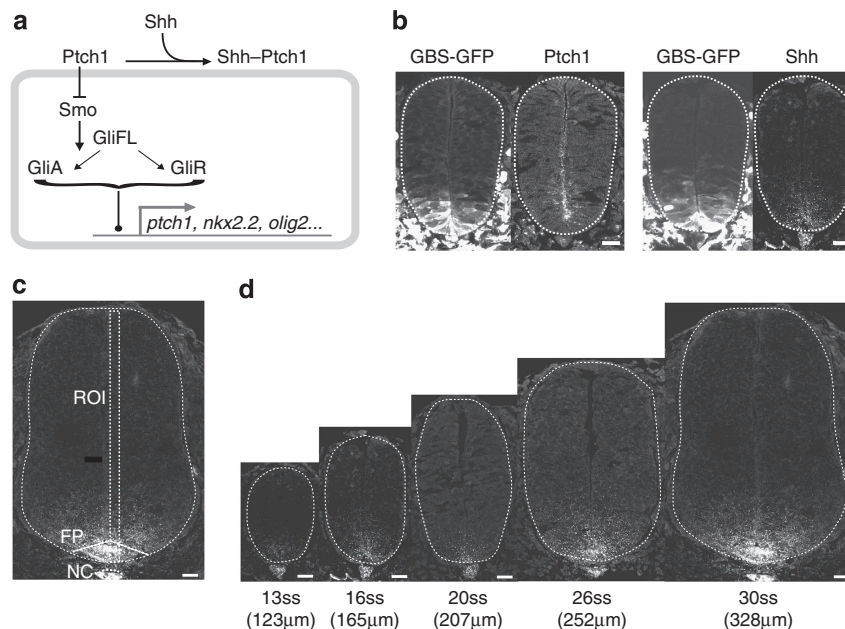 a
Shh
Ptch1
Shh–Ptch1
Smo
GliFL
GliA
GliR
ptch1, nkx2.2, olig2...
b
GBS-GFP Ptch1 GBS-GFP Shh
c
ROI
FP
NC
d
13ss 16ss 20ss 26ss 30ss
(123µm) (165µm) (207µm) (252µm) (328µm)